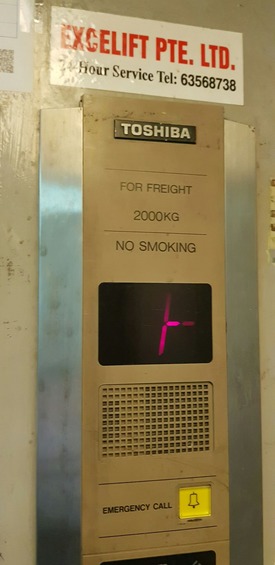 EXCELIFT PTE. LTD.
Hour Service Tel: 63568738
TOSHIBA
FOR FREIGHT
2000KG
NO SMOKING
EMERGENCY CALL